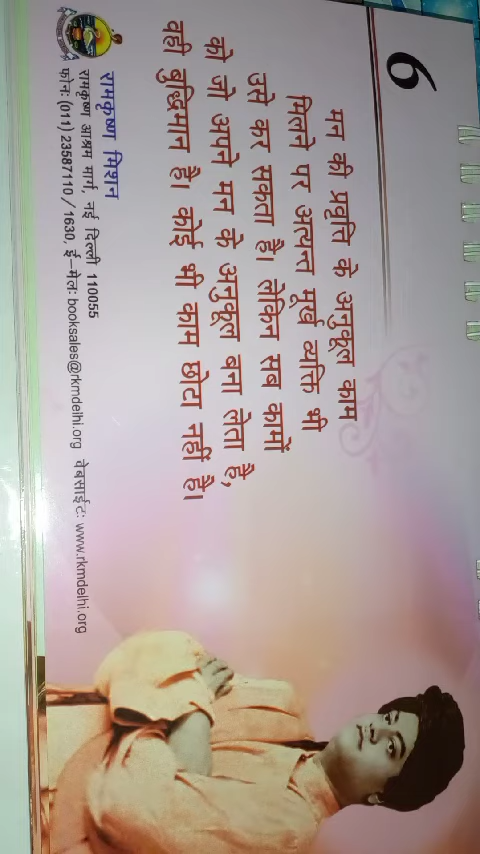 6
मन की प्रवृत्ति के अनुकूल काम
मिलने पर अत्यन्त मूर्ख व्यक्ति भी
उसे कर सकता है। लेकिन सब कामों
को जो अपने मन के अनुकूल बना लेता है,
वही बुद्धिमान है। कोई भी काम छोटा नहीं है।
रामकृष्ण मिशन
रामकृष्ण आश्रम मार्ग, नई दिल्ली 110055
फोन: (011) 23587110 / 1630, ई–मेल: booksales@rkmdelhi.org वेबसाईट: www.rkmdelhi.org